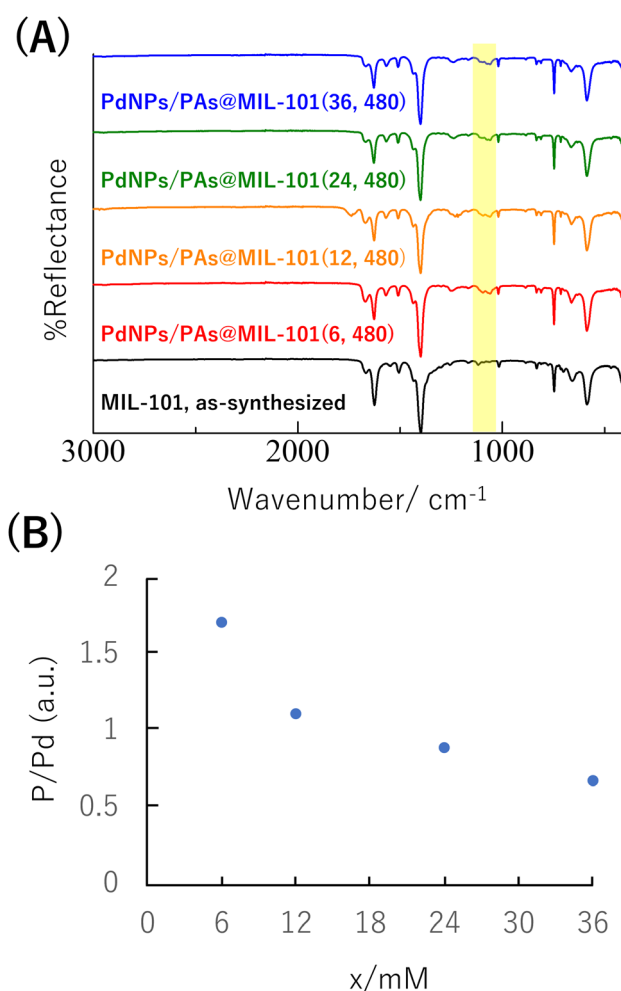 (A)
PdNPs/PAs@MIL-101(36, 480)
PdNPs/PAs@MIL-101(24, 480)
PdNPs/PAs@MIL-101(12, 480)
PdNPs/PAs@MIL-101(6, 480)
MIL-101, as-synthesized
%Reflectance
3000 2000 1000
Wavenumber/ cm⁻¹
(B)
2
1.5
1
0.5
0
P/Pd (a.u.)
0 6 12 18 24 30 36
x/mM